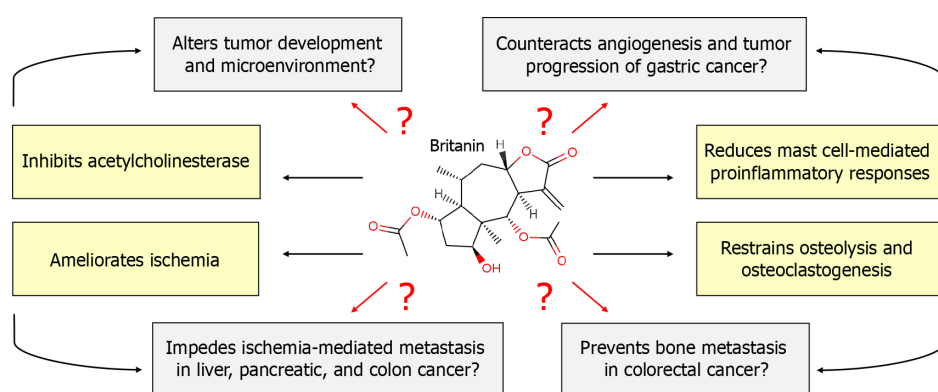 Alters tumor development
and microenvironment?
Counteracts angiogenesis and tumor
progression of gastric cancer?
?
?
Inhibits acetylcholinesterase
Britanin
H
O
O
H
H
O
O
O
O
OH
Reduces mast cell-mediated
proinflammatory responses
Ameliorates ischemia
Restrains osteolysis and
osteoclastogenesis
?
?
Impedes ischemia-mediated metastasis
in liver, pancreatic, and colon cancer?
Prevents bone metastasis
in colorectal cancer?